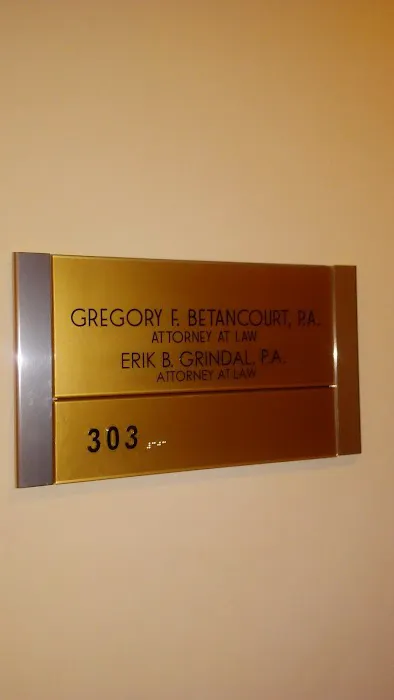 GREGORY F. BETANCOURT, P.A.
ATTORNEY AT LAW
ERIK B. GRINDAL, P.A.
ATTORNEY AT LAW
303